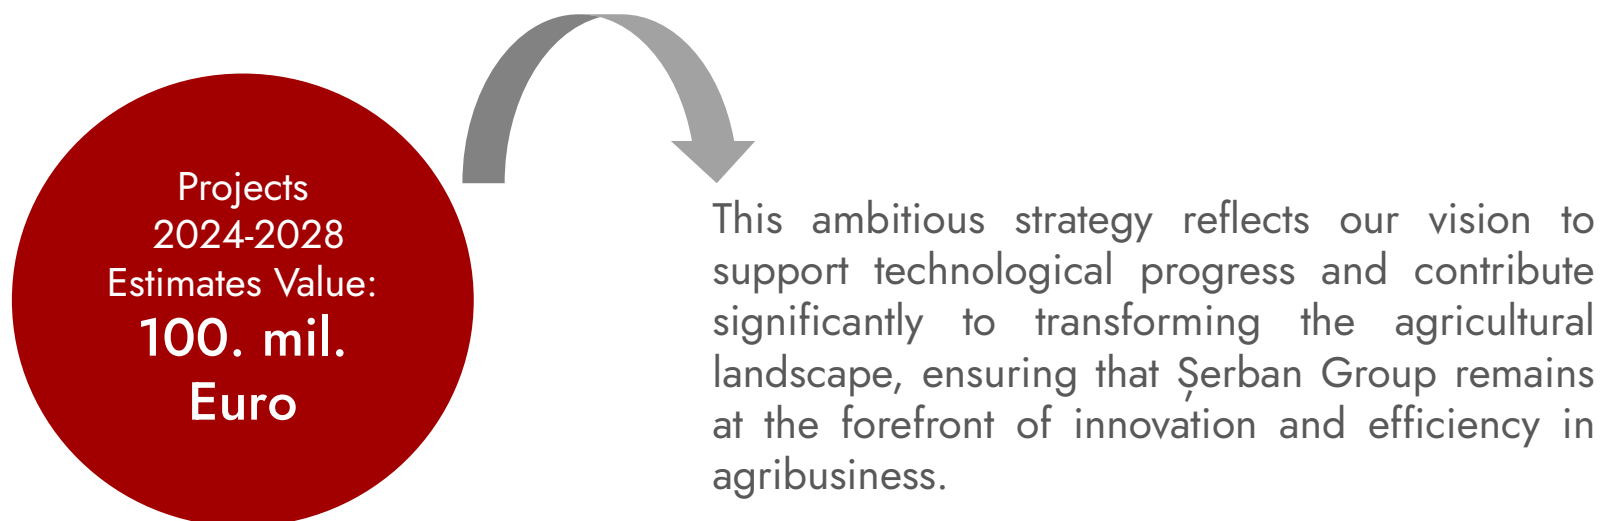 Projects
2024-2028
Estimates Value:
100. mil.
Euro
This ambitious strategy reflects our vision to
support technological progress and contribute
significantly to transforming the agricultural
landscape, ensuring that Șerban Group remains
at the forefront of innovation and efficiency in
agribusiness.